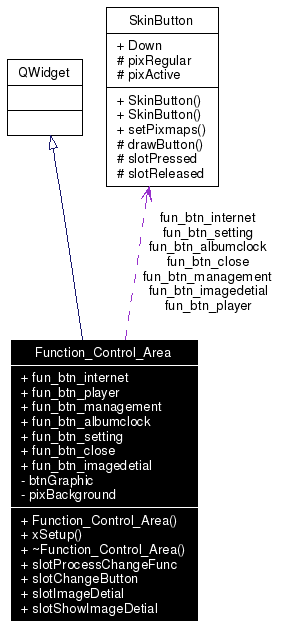 SkinButton
+ Down
# pixRegular
# pixActive
+ SkinButton()
+ SkinButton()
+ setPixmaps()
# drawButton()
# slotPressed
# slotReleased
QWidget
fun_btn_internet
fun_btn_setting
fun_btn_albumclock
fun_btn_close
fun_btn_management
fun_btn_imagedetial
fun_btn_player
Function_Control_Area
+ fun_btn_internet
+ fun_btn_player
+ fun_btn_management
+ fun_btn_albumclock
+ fun_btn_setting
+ fun_btn_close
+ fun_btn_imagedetial
- btnGraphic
- pixBackground
+ Function_Control_Area()
+ xSetup()
+ ~Function_Control_Area()
+ slotProcessChangeFunc
+ slotChangeButton
+ slotImageDetial
+ slotShowImageDetial